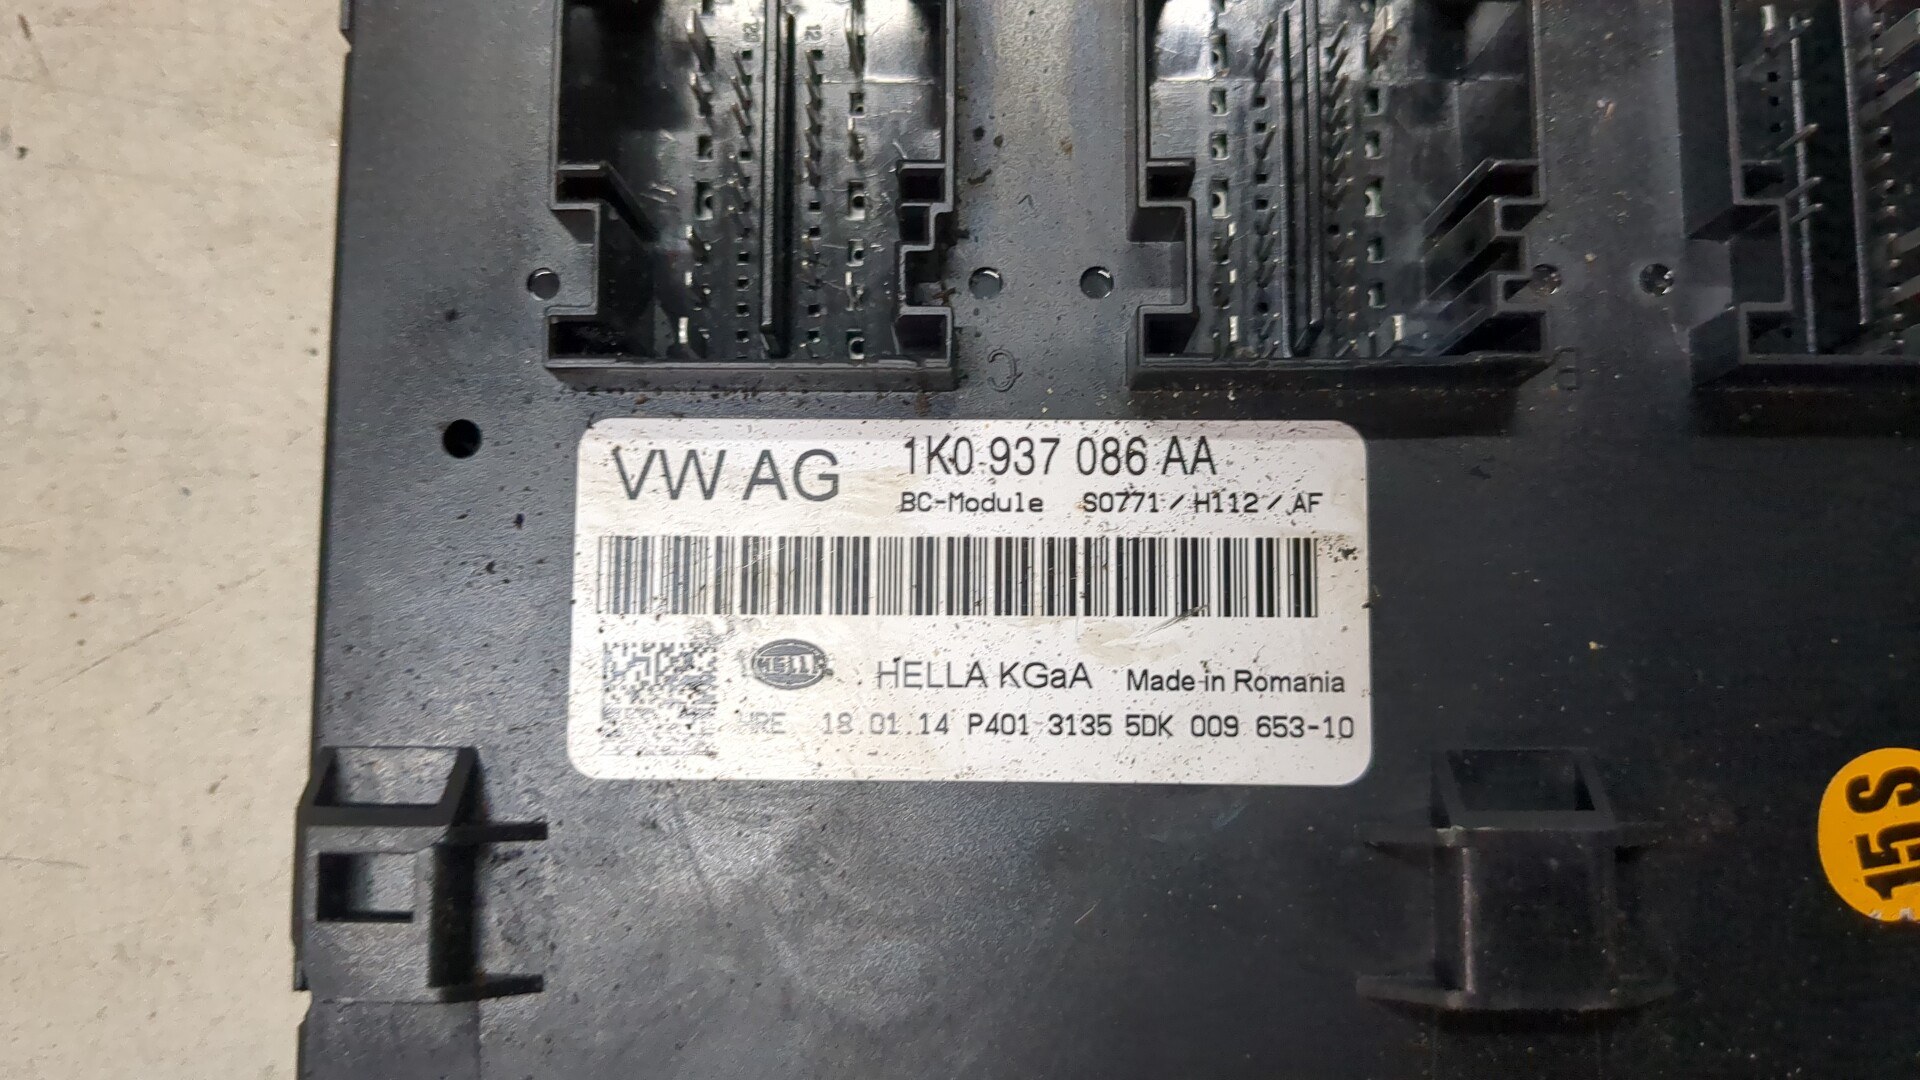 VW AG 1K0 937 086 AA
BC-Module S0771 / H112 / AF
HELLA HELLA KGaA Made in Romania
HRE 18.01.14 P401 3135 5DK 009 653-10
15S